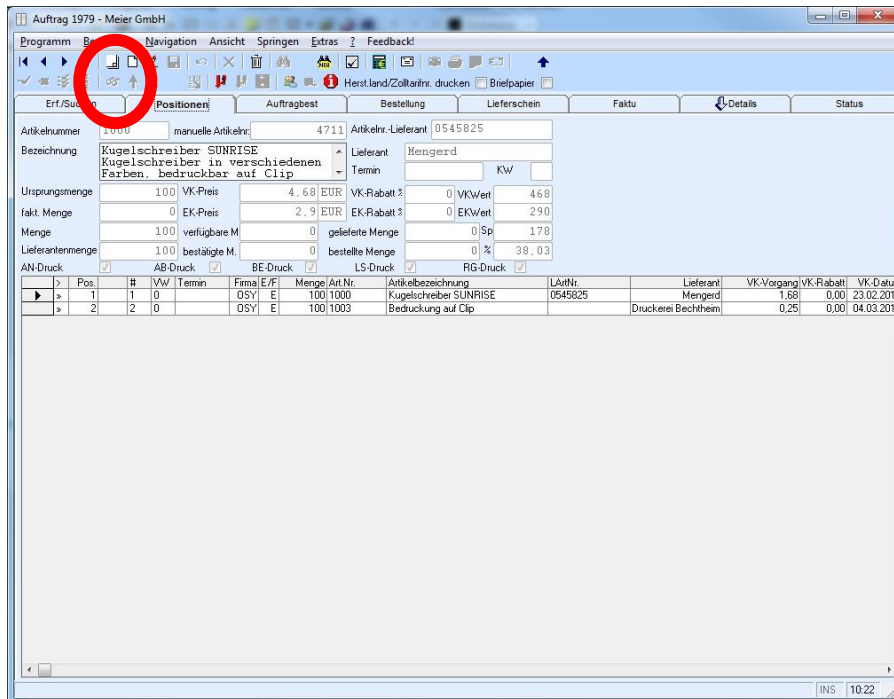 Auftrag 1979 - Meier GmbH
Programm Navigation Ansicht Springen Extras ? Feedback!
Herst.land/Zolltarifnr. drucken Briefpapier
Positionen Auftragbest Bestellung Lieferschein Faktu Details Status
Artikelnummer 1000 manuelle Artikelnr. 4711 Artikelnr.-Lieferant 0545825
Bezeichnung Kugelschreiber SUNRISE Lieferant Mengerd
Kugelschreiber in verschiedenen
Farben, bedruckbar auf Clip Termin KW
Ursprungsmenge 100 VK-Preis 4,68 EUR VK-Rabatt % 0 VKWert 468
fakt. Menge 0 EK-Preis 2,9 EUR EK-Rabatt % 0 EKWert 290
Menge 100 verfügbare M 0 gelieferte Menge 0 Sp 178
Lieferantenmenge 100 bestätigte M. 0 bestellte Menge 0 % 38,03
AN-Druck AB-Druck BE-Druck LS-Druck RG-Druck
> Pos. # VW Termin Firma E/F Menge Art.Nr. Artikelbezeichnung LArtNr. Lieferant VK-Vorgang VK-Rabatt VK-Datu
» 1 1 0 OSY E 100 1000 Kugelschreiber SUNRISE 0545825 Mengerd 1,68 0,00 23.02.201
» 2 2 0 OSY E 100 1003 Bedruckung auf Clip Druckerei Bechtheim 0,25 0,00 04.03.201
INS 10:22